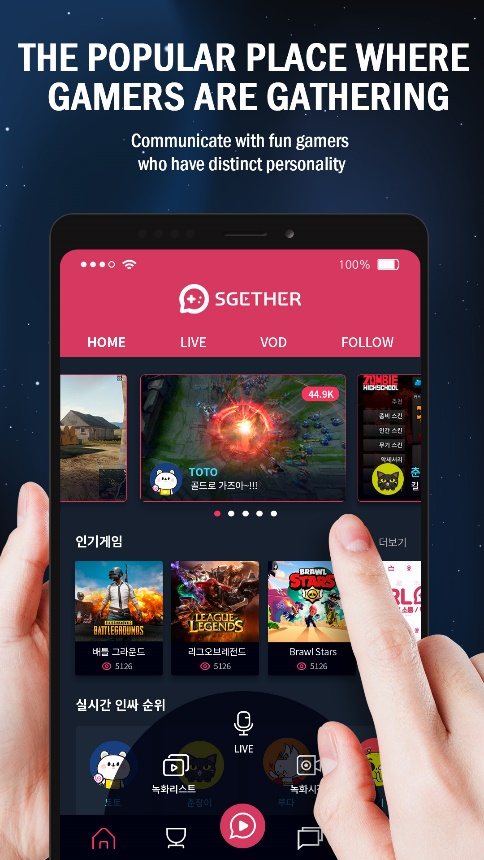 THE POPULAR PLACE WHERE
GAMERS ARE GATHERING
Communicate with fun gamers
who have distinct personality
100%
SGETHER
HOME LIVE VOD FOLLOW
44.9K
TOTO
골드로 가즈아~!!!
ZOMBIE
HIGHSCHOOL
추천
좀비 스킨
인간 스킨
무기 스킨
악세서리
춘
인기게임
더보기
BATTLEGROUNDS
LEAGUE
OF
LEGENDS
BRAWL
STARS
배틀 그라운드
리그오브레전드
Brawl Stars
5126
5126
5126
실시간 인싸 순위
LIVE
녹화리스트
녹화시
토토
춘장이
루디